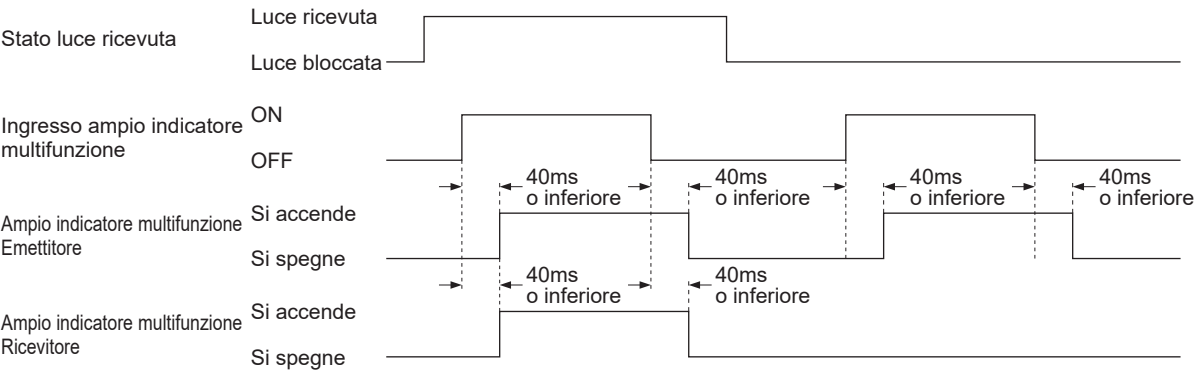 Luce ricevuta
Stato luce ricevuta
Luce bloccata
ON
Ingresso ampio indicatore
multifunzione
OFF
40ms
o inferiore
40ms
o inferiore
40ms
o inferiore
40ms
o inferiore
Si accende
Ampio indicatore multifunzione
Emettitore
Si spegne
40ms
o inferiore
40ms
o inferiore
Si accende
Ampio indicatore multifunzione
Ricevitore
Si spegne